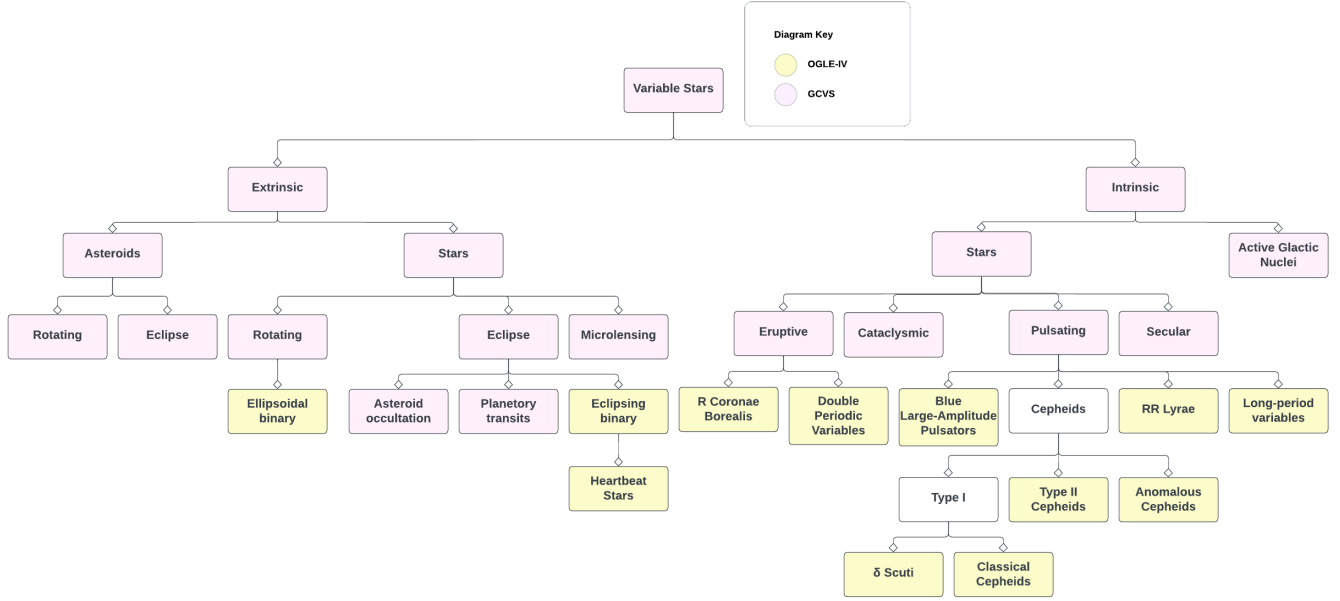 Diagram Key
OGLE-IV
GCVS
Variable Stars
Extrinsic
Intrinsic
Asteroids
Stars
Stars
Active Glactic
Nuclei
Rotating
Eclipse
Rotating
Eclipse
Microlensing
Eruptive
Cataclysmic
Pulsating
Secular
Ellipsoidal
binary
Asteroid
occultation
Planetory
transits
Eclipsing
binary
R Coronae
Borealis
Double
Periodic
Variables
Blue
Large-Amplitude
Pulsators
Cepheids
RR Lyrae
Long-period
variables
Heartbeat
Stars
Type I
Type II
Cepheids
Anomalous
Cepheids
δ Scuti
Classical
Cepheids